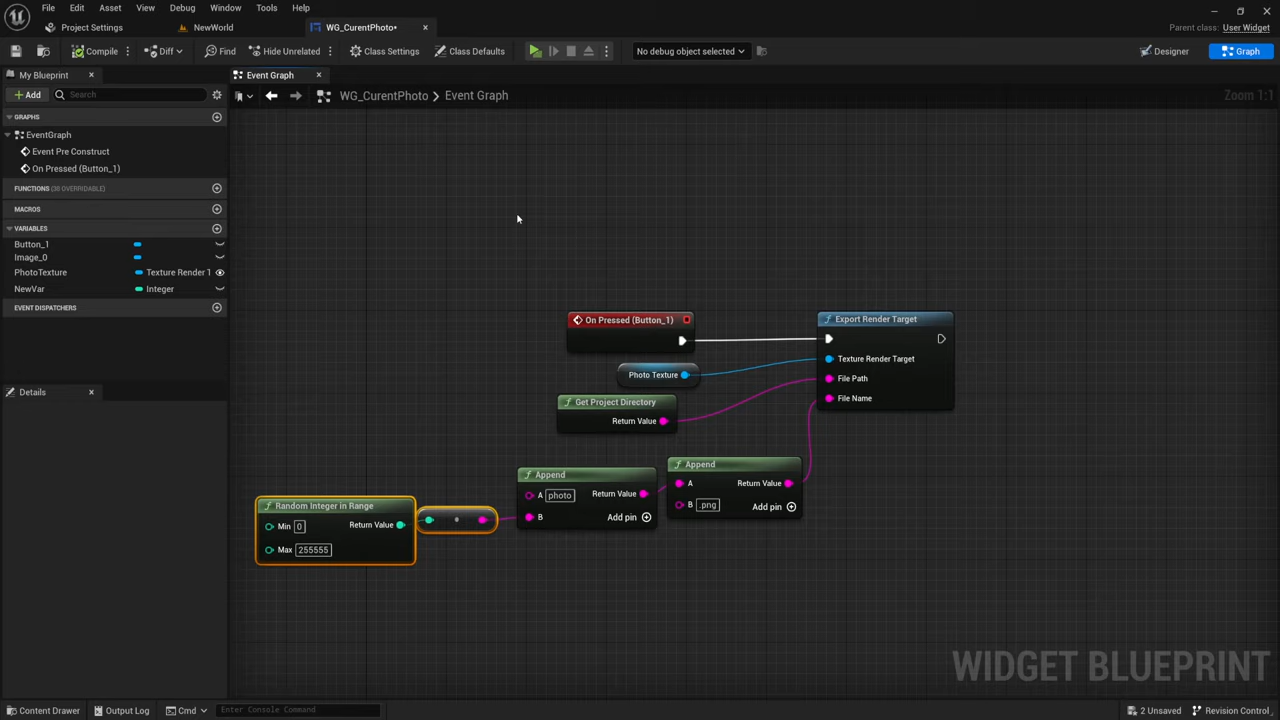 File Edit Asset View Debug Window Tools Help
Project Settings NewWorld WG_CurentPhoto• Parent class: User Widget
Compile Diff Find Hide Unrelated Class Settings Class Defaults No debug object selected Designer Graph
My Blueprint Event Graph
Add Search WG_CurentPhoto > Event Graph Zoom 1:1
GRAPHS
EventGraph
Event Pre Construct
On Pressed (Button_1)
FUNCTIONS (30 OVERRIDABLE)
MACROS
VARIABLES
Button_1
Image_0
PhotoTexture Texture Render T
NewVar Integer
EVENT DISPATCHERS
Details
On Pressed (Button_1)
Export Render Target
Texture Render Target
File Path
File Name
Photo Texture
Get Project Directory
Return Value
Append
A photo Return Value
B Add pin
Append
A Return Value
B .png Add pin
Random Integer in Range
Min 0 Return Value
Max 255555
WIDGET BLUEPRINT
Content Drawer Output Log Cmd Enter Console Command 2 Unsaved Revision Control